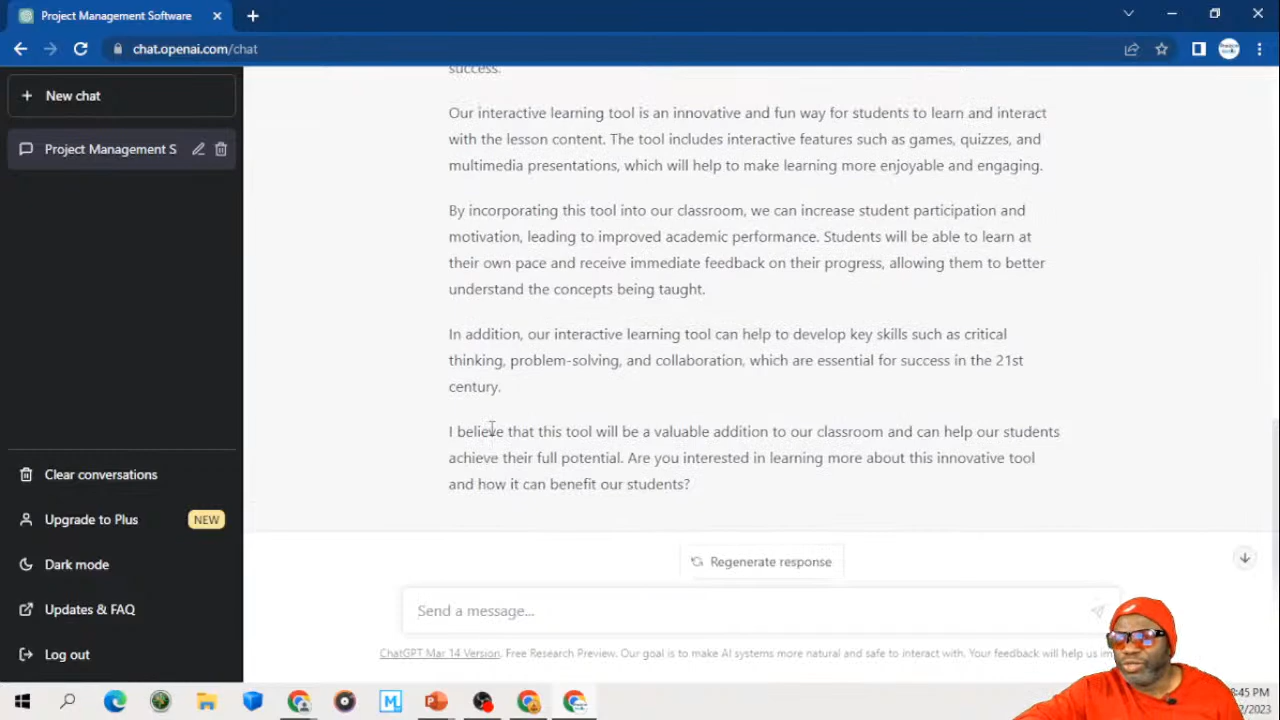 Project Management Software
chat.openai.com/chat
New chat
Project Management S
success.
Our interactive learning tool is an innovative and fun way for students to learn and interact
with the lesson content. The tool includes interactive features such as games, quizzes, and
multimedia presentations, which will help to make learning more enjoyable and engaging.
By incorporating this tool into our classroom, we can increase student participation and
motivation, leading to improved academic performance. Students will be able to learn at
their own pace and receive immediate feedback on their progress, allowing them to better
understand the concepts being taught.
In addition, our interactive learning tool can help to develop key skills such as critical
thinking, problem-solving, and collaboration, which are essential for success in the 21st
century.
I believe that this tool will be a valuable addition to our classroom and can help our students
achieve their full potential. Are you interested in learning more about this innovative tool
and how it can benefit our students?
Clear conversations
Upgrade to Plus NEW
Dark mode
Updates & FAQ
Log out
Regenerate response
Send a message...
ChatGPT Mar 14 Version. Free Research Preview. Our goal is to make AI systems more natural and safe to interact with. Your feedback will help us im
8:45 PM
2/2023